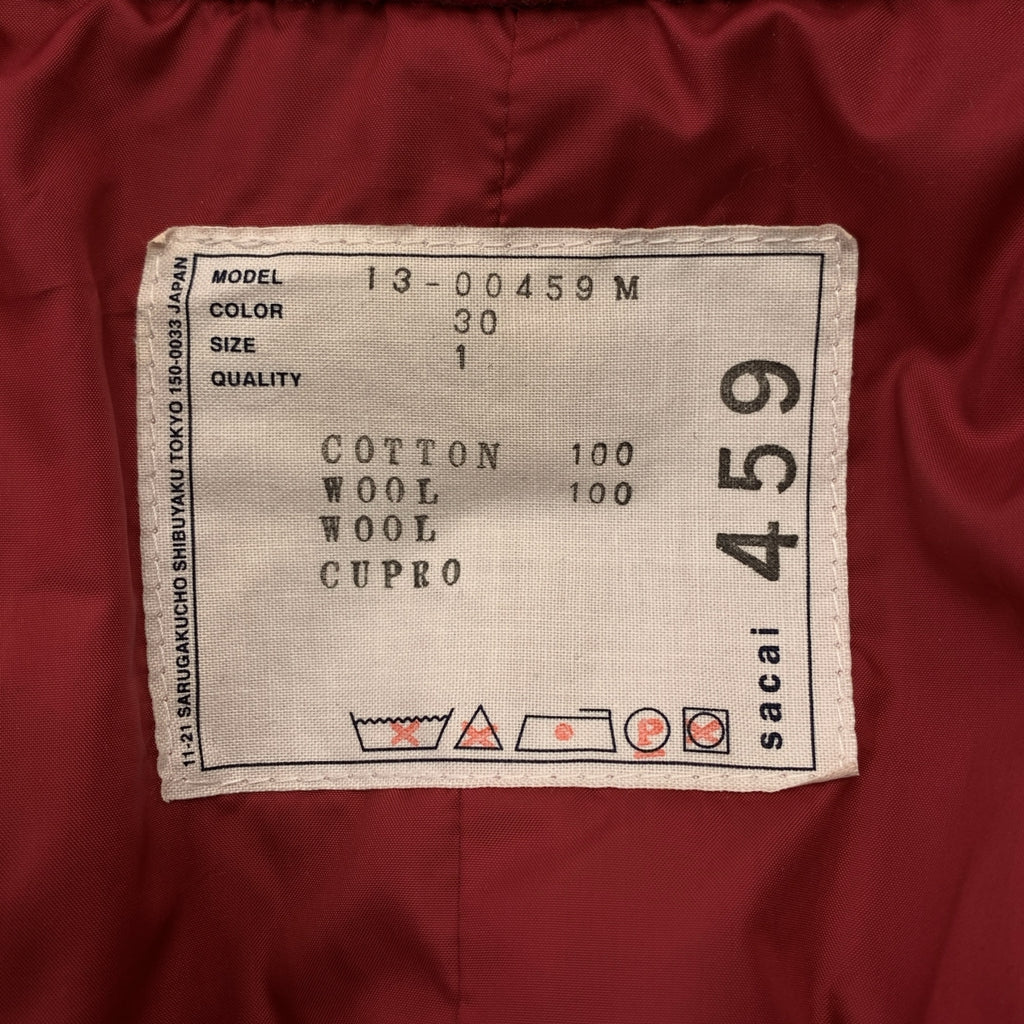 MODEL 13-00459 M
COLOR 30
SIZE 1
QUALITY
COTTON 100
WOOL 100
WOOL
CUPRO
P
sacai 459
11-21 SARUGAKUCHO SHIBUYAKU TOKYO 150-0033 JAPAN